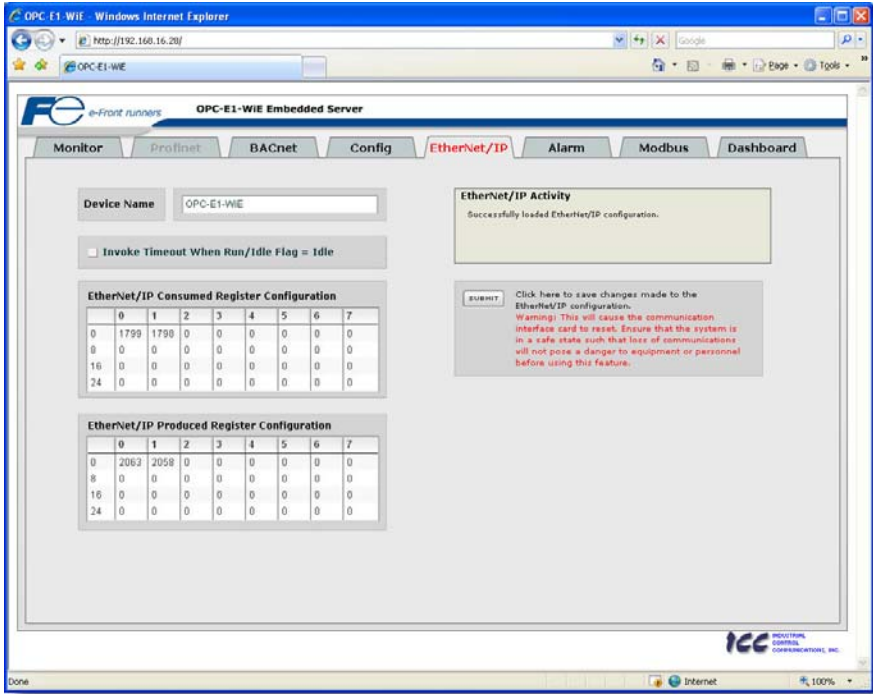 OPC-E1-WiE - Windows Internet Explorer
http://192.168.16.20/
Google
OPC-E1-WiE
Page
Tools
Fe e-Front runners
OPC-E1-WiE Embedded Server
Monitor Profinet BACnet Config EtherNet/IP Alarm Modbus Dashboard
Device Name OPC-E1-WiE
Invoke Timeout When Run/Idle Flag = Idle
EtherNet/IP Consumed Register Configuration
0 1 2 3 4 5 6 7
0 1799 1798 0 0 0 0 0 0
8 0 0 0 0 0 0 0 0
16 0 0 0 0 0 0 0 0
24 0 0 0 0 0 0 0 0
EtherNet/IP Produced Register Configuration
0 1 2 3 4 5 6 7
0 2063 2058 0 0 0 0 0 0
8 0 0 0 0 0 0 0 0
16 0 0 0 0 0 0 0 0
24 0 0 0 0 0 0 0 0
EtherNet/IP Activity
Successfully loaded EtherNet/IP configuration.
SUBMIT
Click here to save changes made to the
EtherNet/IP configuration.
Warning! This will cause the communication
interface card to reset. Ensure that the system is
in a safe state such that loss of communications
will not pose a danger to equipment or personnel
before using this feature.
ICC
INDUSTRIAL
CONTROL
COMMUNICATIONS, INC.
Done
Internet
100%